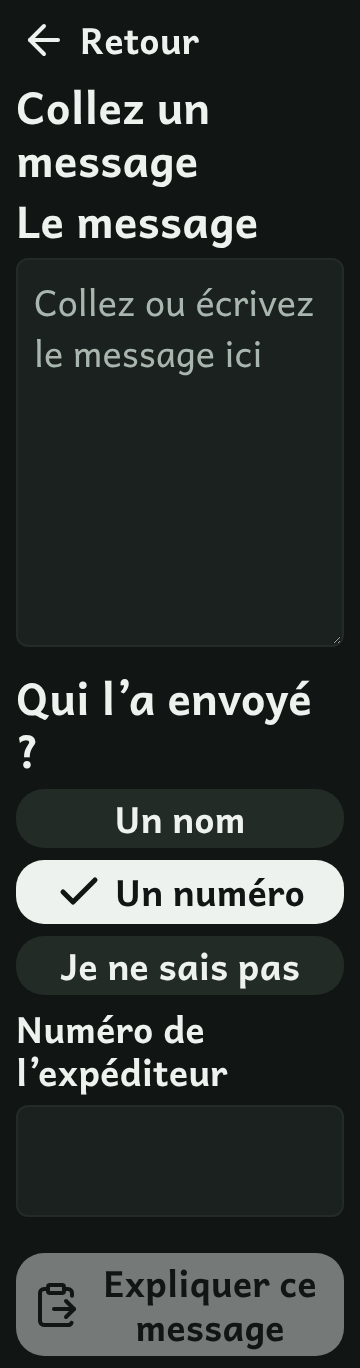 Retour
Collez un
message
Le message
Collez ou écrivez
le message ici
Qui l’a envoyé
?
Un nom
Un numéro
Je ne sais pas
Numéro de
l’expéditeur
Expliquer ce
message